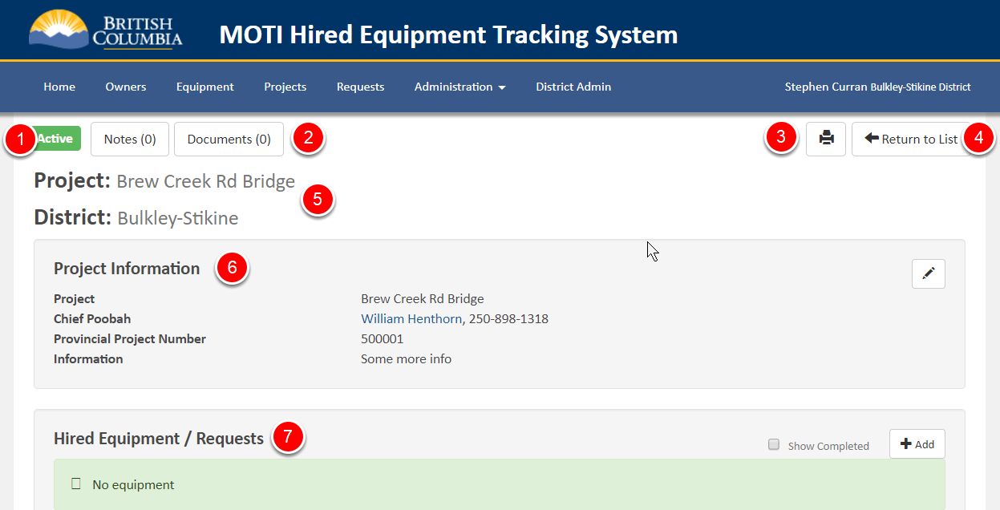 BRITISH
COLUMBIA
MOTI Hired Equipment Tracking System
Home Owners Equipment Projects Requests Administration District Admin Stephen Curran Bulkley-Stikine District
1 Active Notes (0) Documents (0) 2 3 Return to List 4
Project: Brew Creek Rd Bridge
5
District: Bulkley-Stikine
Project Information 6
Project Brew Creek Rd Bridge
Chief Poobah William Henthorn, 250-898-1318
Provincial Project Number 500001
Information Some more info
Hired Equipment / Requests 7
Show Completed Add
No equipment